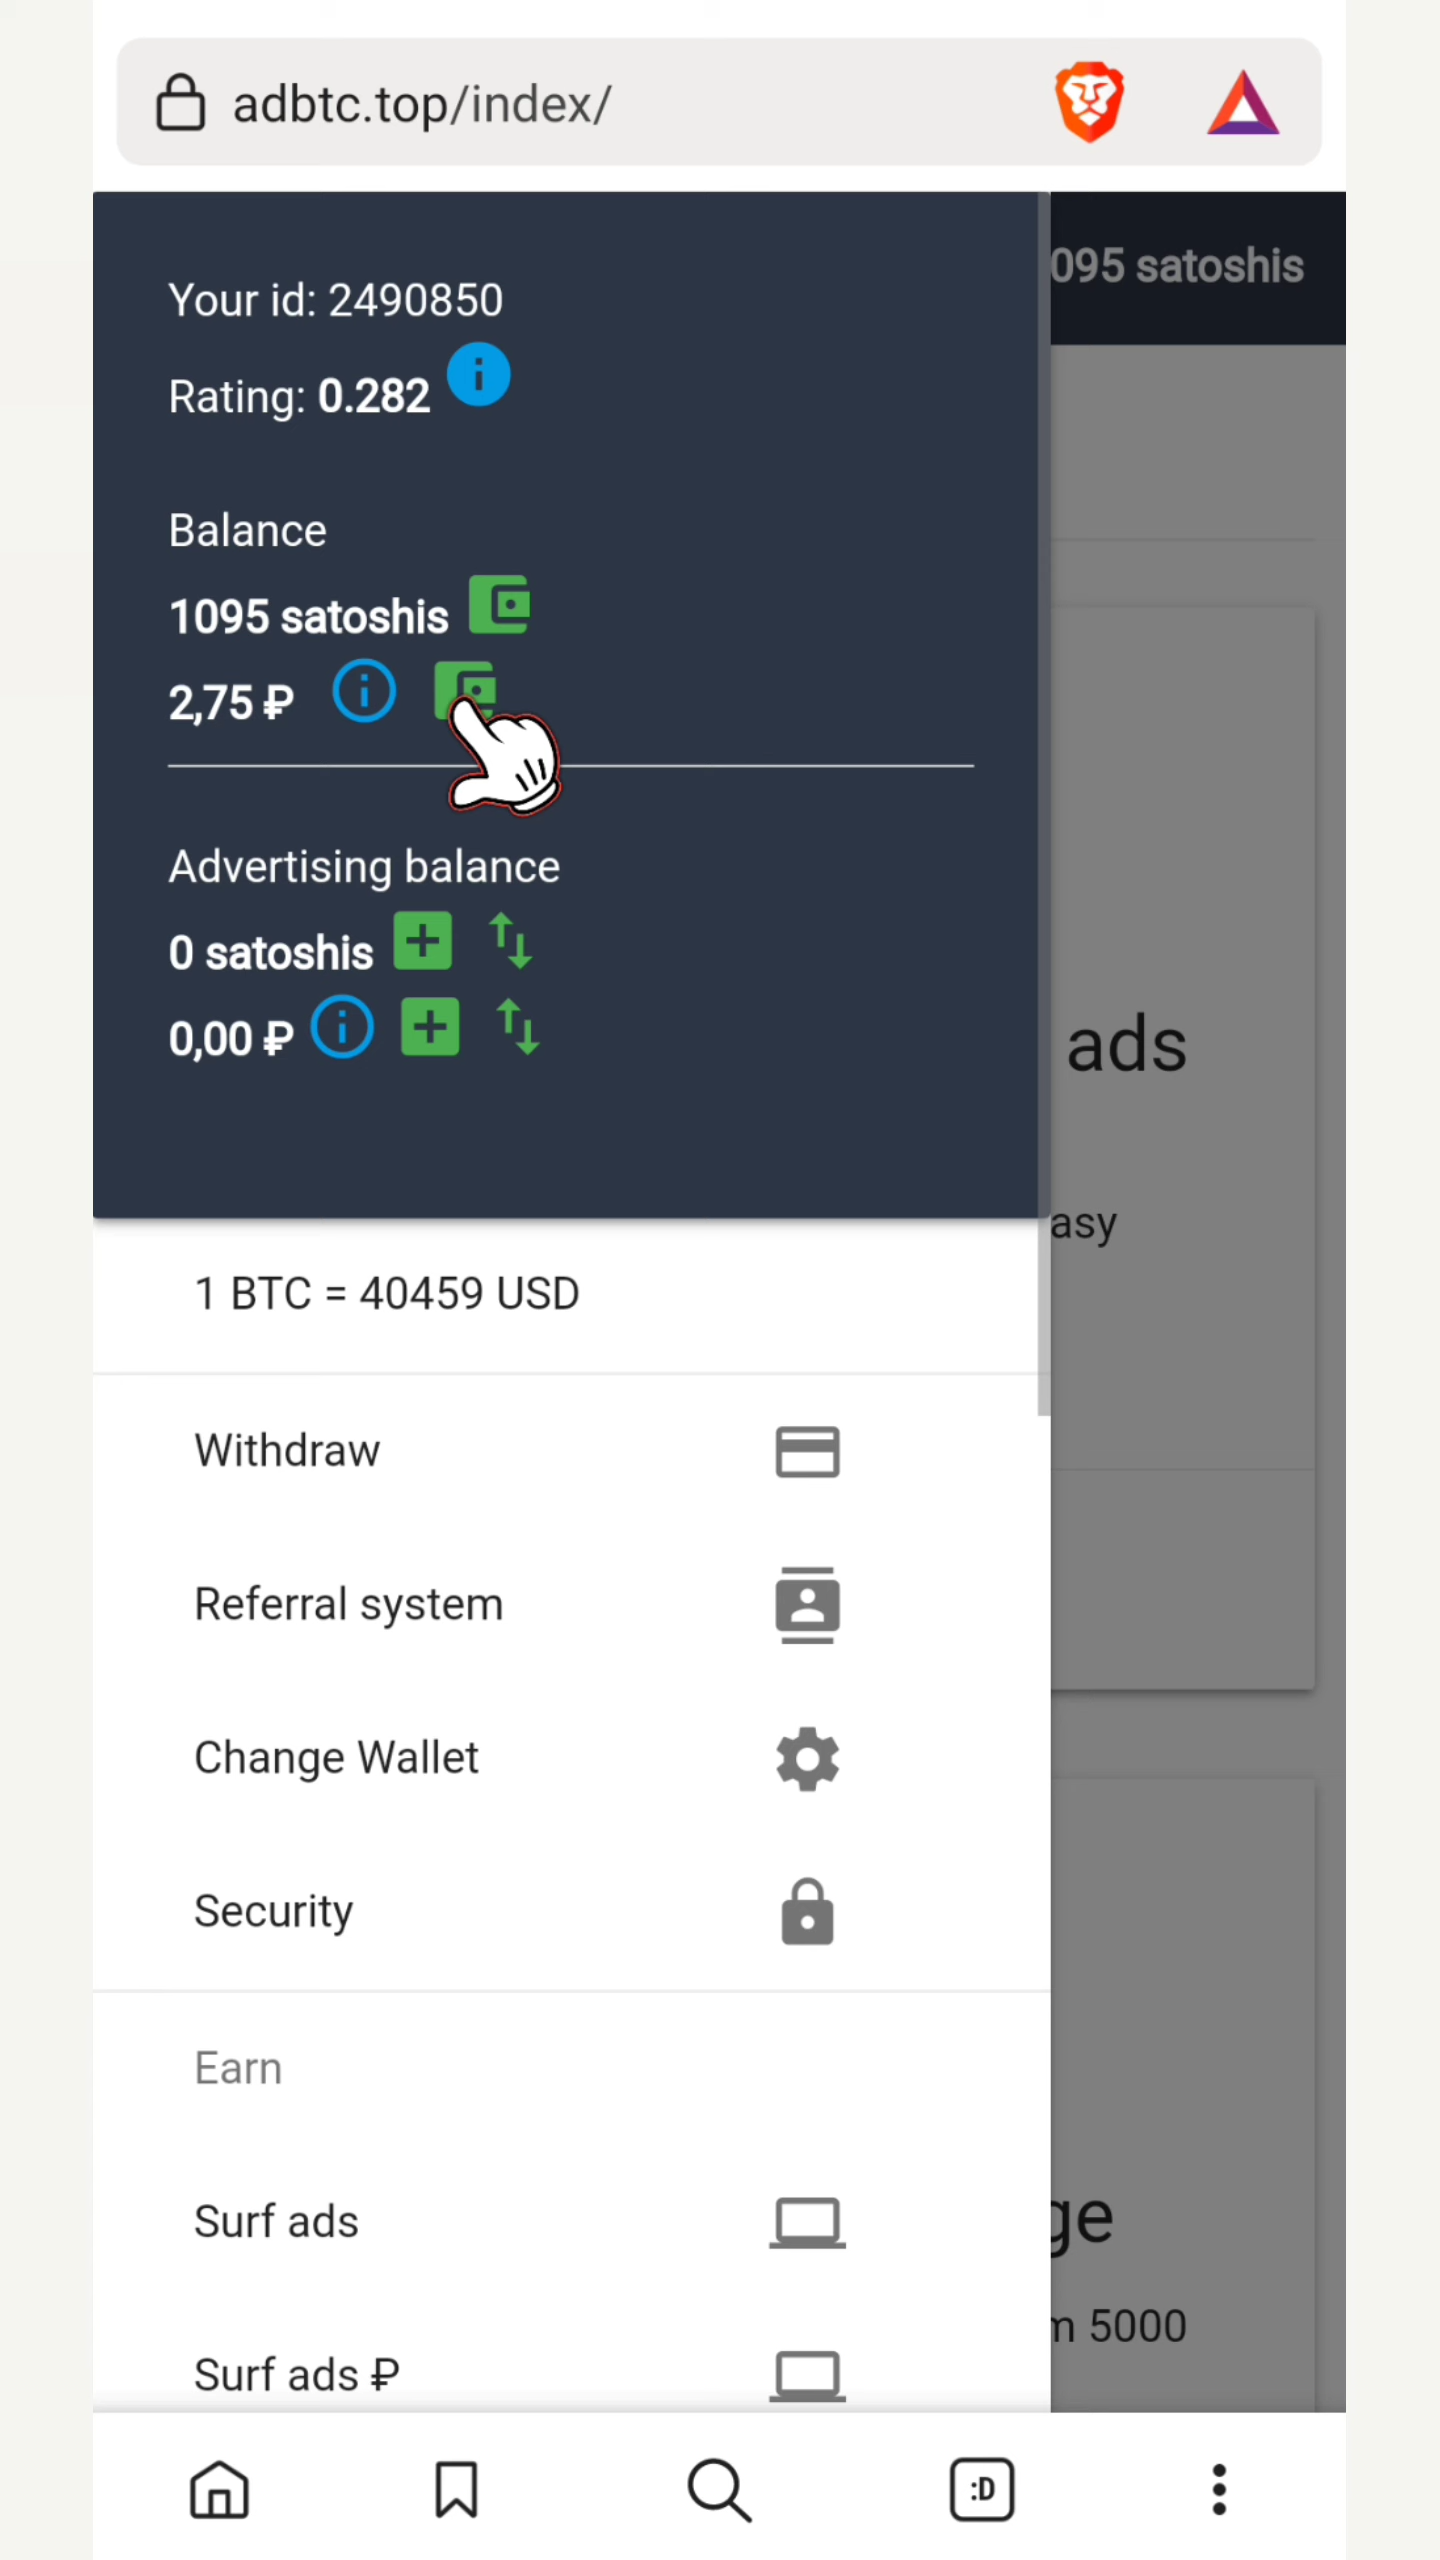 adbtc.top/index/
095 satoshis
Your id: 2490850
Rating: 0.282
Balance
1095 satoshis
2,75 ₽
Advertising balance
0 satoshis
0,00 ₽
ads
asy
1 BTC = 40459 USD
Withdraw
Referral system
Change Wallet
Security
Earn
Surf ads
ge
m 5000
Surf ads ₽
:D